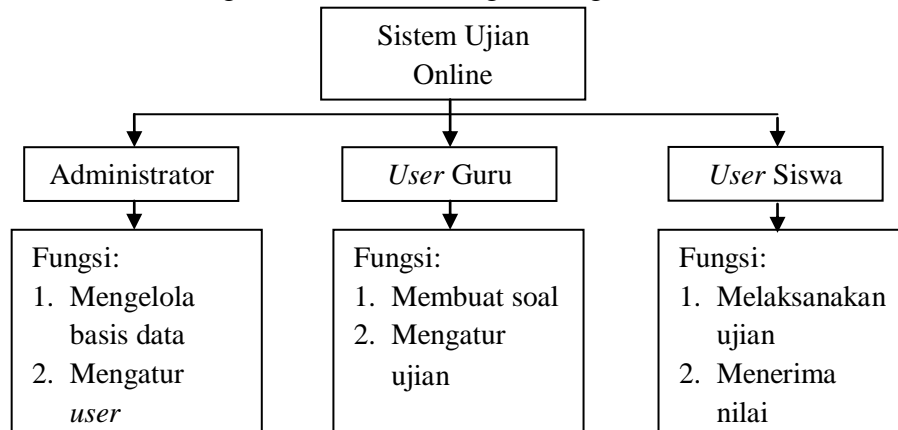 Sistem Ujian
Online
Administrator
User Guru
User Siswa
Fungsi:
1. Mengelola
basis data
2. Mengatur
user
Fungsi:
1. Membuat soal
2. Mengatur
ujian
Fungsi:
1. Melaksanakan
ujian
2. Menerima
nilai